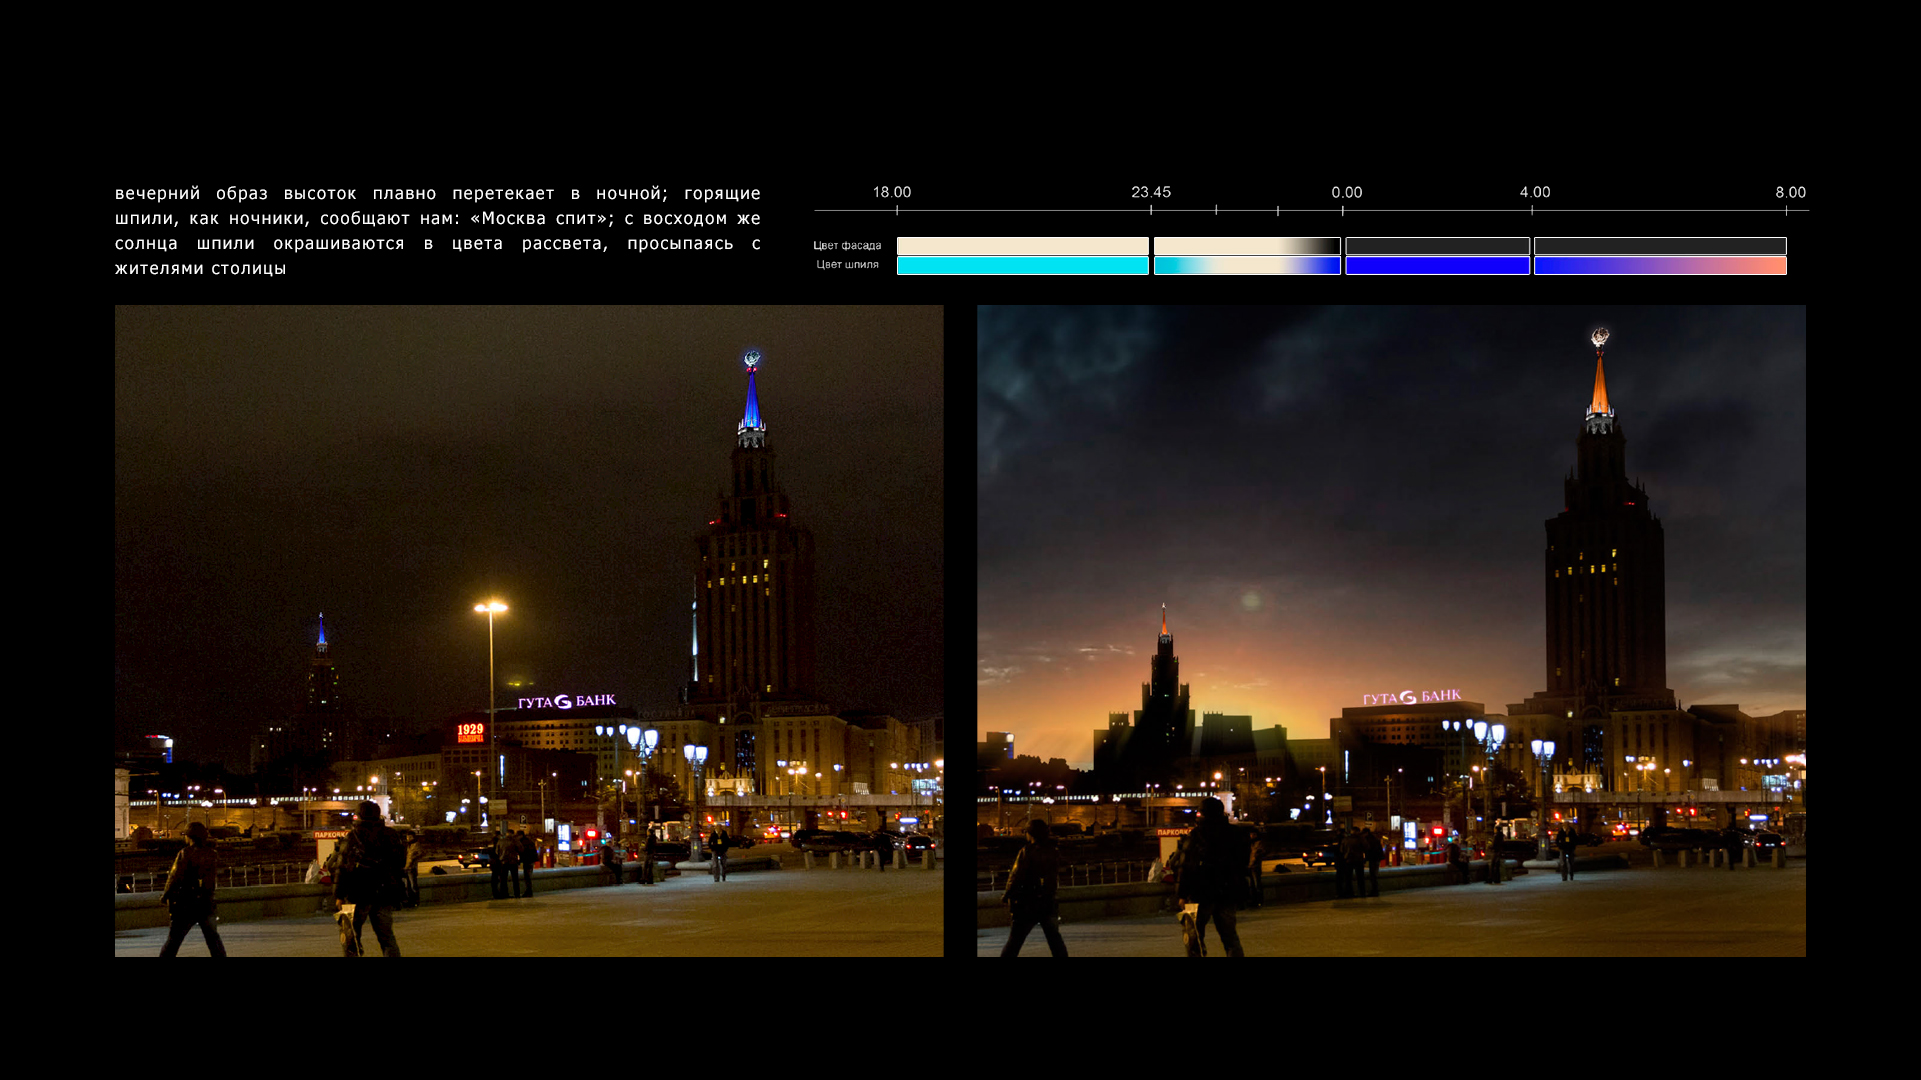 вечерний образ высоток плавно перетекает в ночной; горящие
шпили, как ночники, сообщают нам: «Москва спит»; с восходом же
солнца шпили окрашиваются в цвета рассвета, просыпаясь с
жителями столицы
18.00 23.45 0.00 4.00 8.00
Цвет фасада
Цвет шпиля
ГУТА БАНК
1929
ПАРКОВКА
ГУТА БАНК
ПАРКОВКА